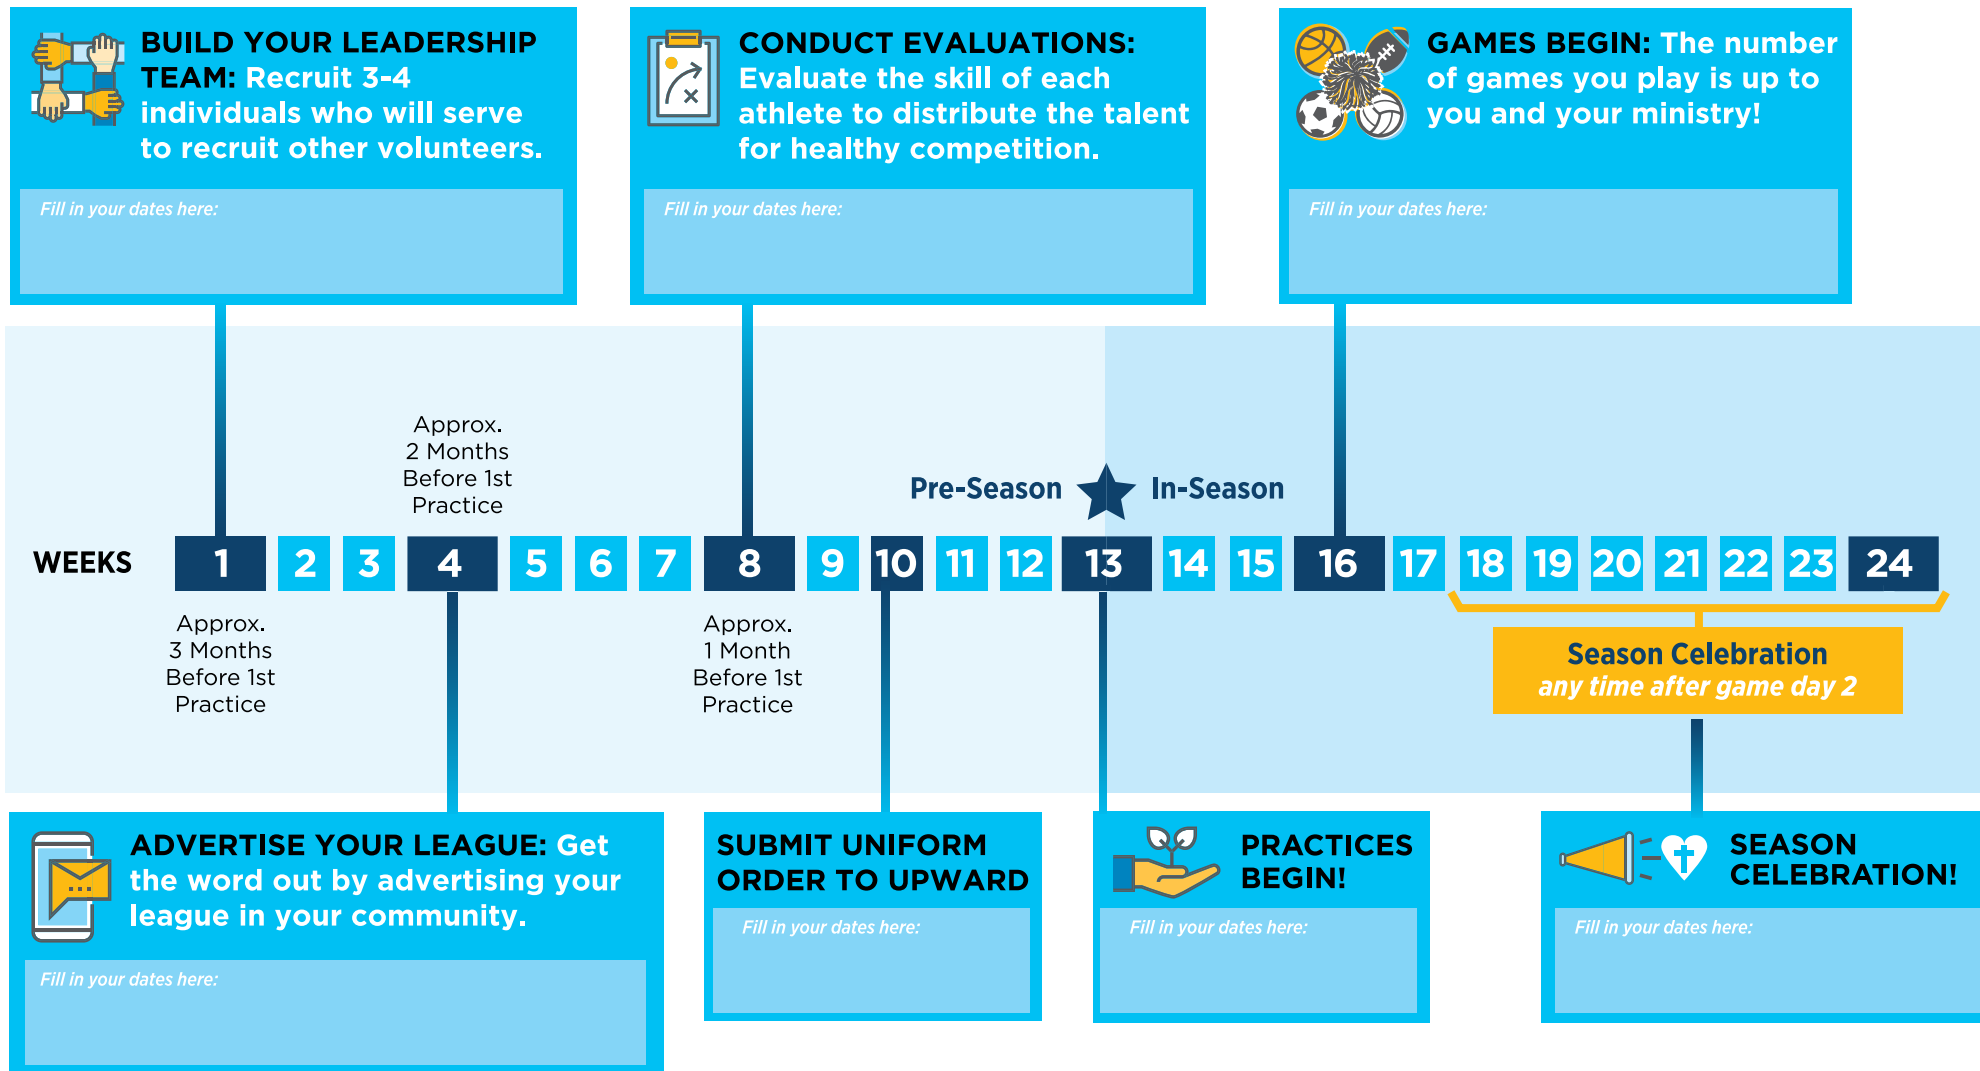 BUILD YOUR LEADERSHIP
TEAM: Recruit 3-4
individuals who will serve
to recruit other volunteers.
Fill in your dates here:
CONDUCT EVALUATIONS:
Evaluate the skill of each
athlete to distribute the talent
for healthy competition.
Fill in your dates here:
GAMES BEGIN: The number
of games you play is up to
you and your ministry!
Fill in your dates here:
Approx.
2 Months
Before 1st
Practice
Pre-Season
In-Season
WEEKS 1 2 3 4 5 6 7 8 9 10 11 12 13 14 15 16 17 18 19 20 21 22 23 24
Approx.
3 Months
Before 1st
Practice
Approx.
1 Month
Before 1st
Practice
Season Celebration
any time after game day 2
ADVERTISE YOUR LEAGUE: Get
the word out by advertising your
league in your community.
Fill in your dates here:
SUBMIT UNIFORM
ORDER TO UPWARD
Fill in your dates here:
PRACTICES
BEGIN!
Fill in your dates here:
SEASON
CELEBRATION!
Fill in your dates here: